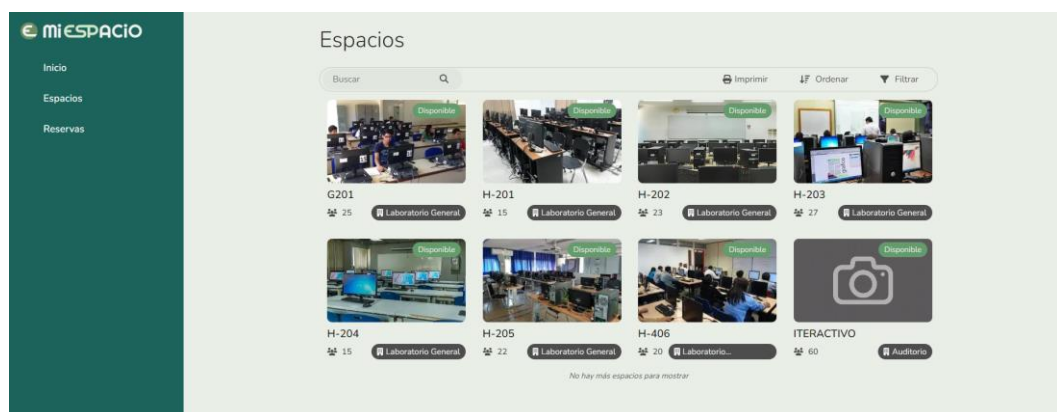 miESPACIO
Inicio
Espacios
Reservas
Espacios
Buscar
Imprimir
Ordenar
Filtrar
Disponible
Disponible
Disponible
Disponible
G201
H-201
H-202
H-203
25 Laboratorio General
15 Laboratorio General
23 Laboratorio General
27 Laboratorio General
Disponible
Disponible
Disponible
Disponible
H-204
H-205
H-406
ITERACTIVO
15 Laboratorio General
22 Laboratorio General
20 Laboratorio...
60 Auditorio
No hay más espacios para mostrar